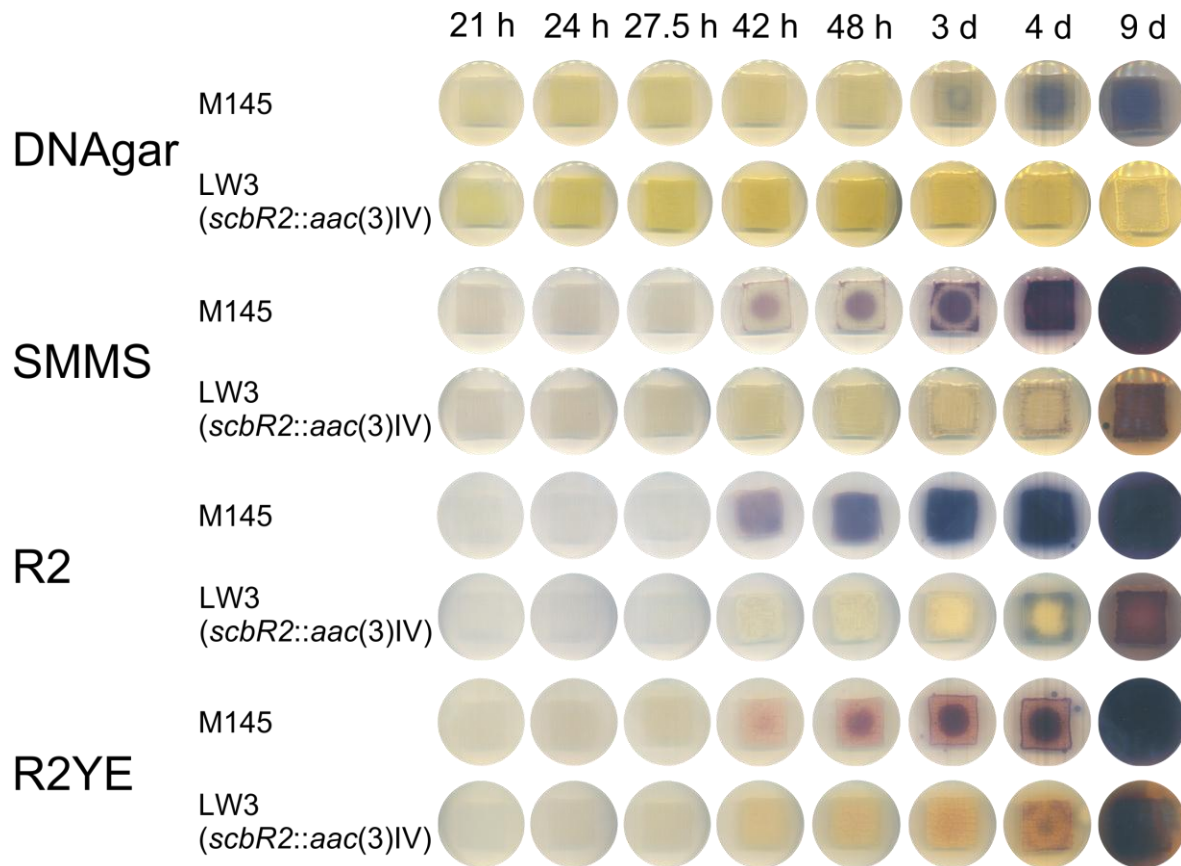 21 h 24 h 27.5 h 42 h 48 h 3 d 4 d 9 d
DNAgar
M145
LW3
(scbR2::aac(3)IV)
SMMS
M145
LW3
(scbR2::aac(3)IV)
R2
M145
LW3
(scbR2::aac(3)IV)
R2YE
M145
LW3
(scbR2::aac(3)IV)